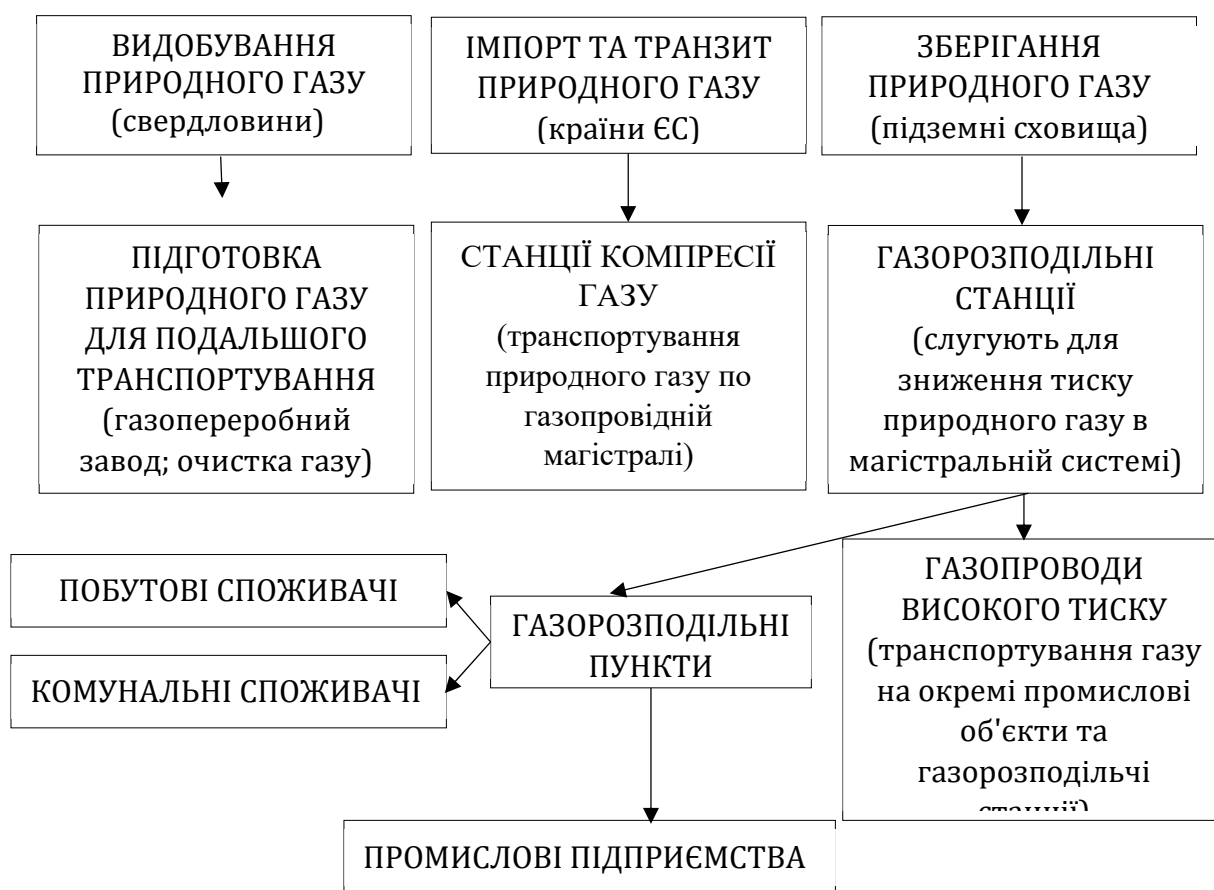 ВИДОБУВАННЯ
ПРИРОДНОГО ГАЗУ
(свердловини)
ІМПОРТ ТА ТРАНЗИТ
ПРИРОДНОГО ГАЗУ
(країни ЄС)
ЗБЕРІГАННЯ
ПРИРОДНОГО ГАЗУ
(підземні сховища)
ПІДГОТОВКА
ПРИРОДНОГО ГАЗУ
ДЛЯ ПОДАЛЬШОГО
ТРАНСПОРТУВАННЯ
(газопереробний
завод; очистка газу)
СТАНЦІЇ КОМПРЕСІЇ
ГАЗУ
(транспортування
природного газу по
газопровідній
магістралі)
ГАЗОРОЗПОДІЛЬНІ
СТАНЦІЇ
(слугують для
зниження тиску
природного газу в
магістральній системі)
ПОБУТОВІ СПОЖИВАЧІ
КОМУНАЛЬНІ СПОЖИВАЧІ
ГАЗОРОЗПОДІЛЬНІ
ПУНКТИ
ГАЗОПРОВОДИ
ВИСОКОГО ТИСКУ
(транспортування газу
на окремі промислові
об'єкти та
газорозподільчі
станції)
ПРОМИСЛОВІ ПІДПРИЄМСТВА